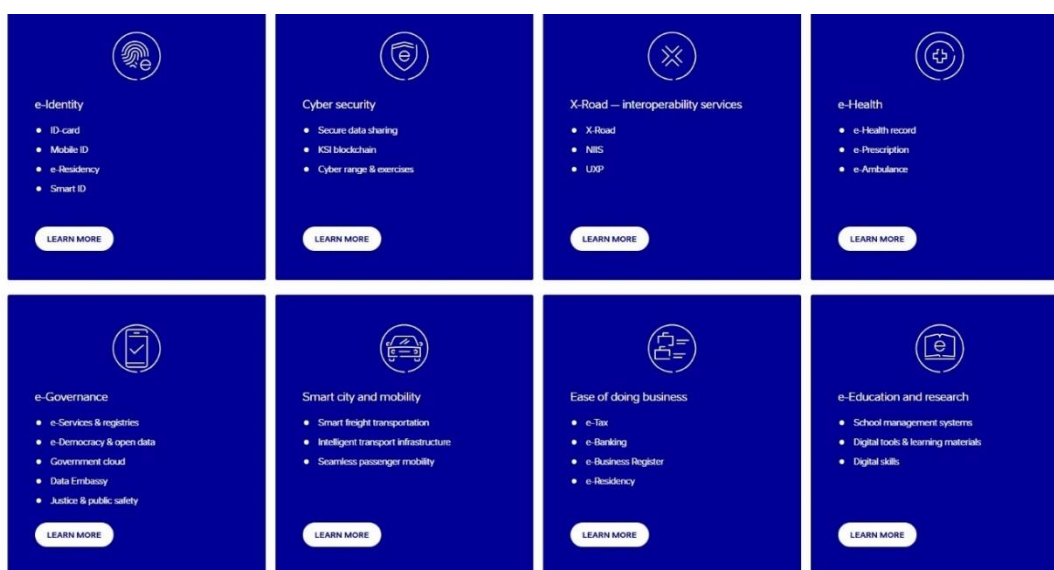 e-Identity
ID-card
Mobile ID
e-Residency
Smart ID
LEARN MORE
e
Cyber security
Secure data sharing
KSI blockchain
Cyber range & exercises
LEARN MORE
X-Road — interoperability services
X-Road
NIIS
UXP
LEARN MORE
e-Health
e-Health record
e-Prescription
e-Ambulance
LEARN MORE
e-Governance
e-Services & registries
e-Democracy & open data
Government cloud
Data Embassy
Justice & public safety
LEARN MORE
Smart city and mobility
Smart freight transportation
Intelligent transport infrastructure
Seamless passenger mobility
LEARN MORE
Ease of doing business
e-Tax
e-Banking
e-Business Register
e-Residency
LEARN MORE
e
e-Education and research
School management systems
Digital tools & learning materials
Digital skills
LEARN MORE